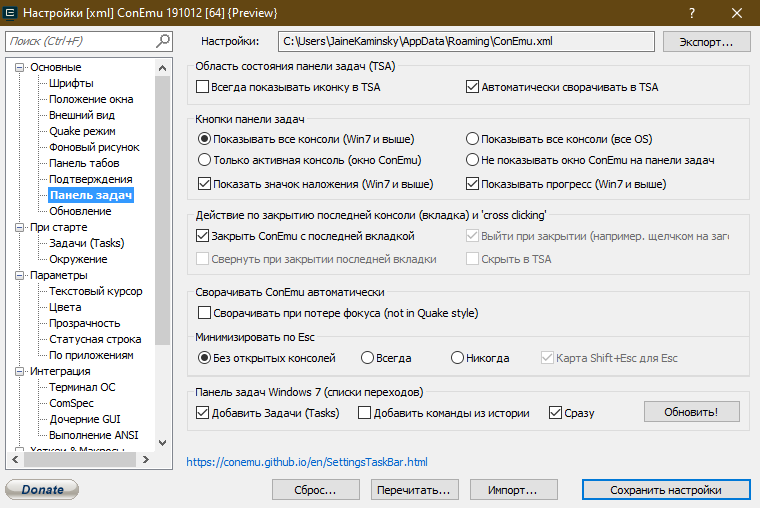 Настройки [xml] ConEmu 191012 [64] {Preview}
Поиск (Ctrl+F)
Настройки:
C:\Users\JaineKaminsky\AppData\Roaming\ConEmu.xml
Экспорт...
Основные
Шрифты
Положение окна
Внешний вид
Quake режим
Фоновый рисунок
Панель табов
Подтверждения
Панель задач
Обновление
При старте
Задачи (Tasks)
Окружение
Параметры
Текстовый курсор
Цвета
Прозрачность
Статусная строка
По приложениям
Интеграция
Терминал ОС
ComSpec
Дочерние GUI
Выполнение ANSI
Хоткеи & Макросы
Область состояния панели задач (TSA)
Всегда показывать иконку в TSA
Автоматически сворачивать в TSA
Кнопки панели задач
Показывать все консоли (Win7 и выше)
Показывать все консоли (все OS)
Только активная консоль (окно ConEmu)
Не показывать окно ConEmu на панели задач
Показать значок наложения (Win7 и выше)
Показывать прогресс (Win7 и выше)
Действие по закрытию последней консоли (вкладка) и 'cross clicking'
Закрыть ConEmu с последней вкладкой
Выйти при закрытии (например. щелчком на заго
Свернуть при закрытии последней вкладки
Скрыть в TSA
Сворачивать ConEmu автоматически
Сворачивать при потере фокуса (not in Quake style)
Минимизировать по Esc
Без открытых консолей
Всегда
Никогда
Карта Shift+Esc для Esc
Панель задач Windows 7 (списки переходов)
Добавить Задачи (Tasks)
Добавить команды из истории
Сразу
Обновить!
https://conemu.github.io/en/SettingsTaskBar.html
Donate
Сброс...
Перечитать...
Импорт...
Сохранить настройки